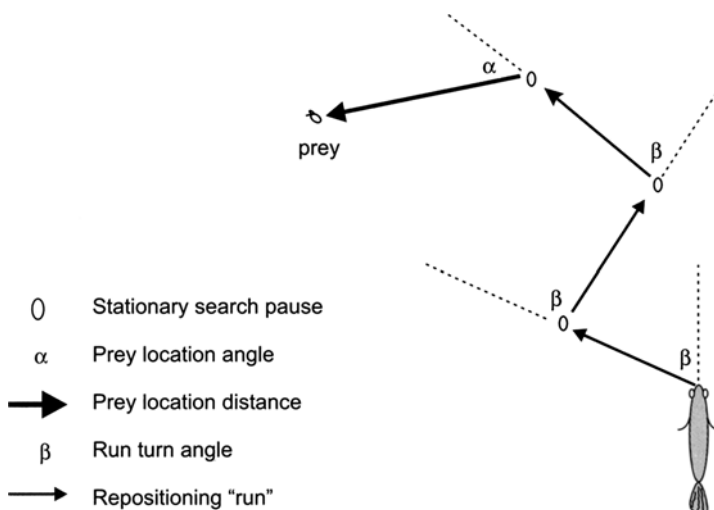 α
β
prey
β
β
Stationary search pause
α Prey location angle
Prey location distance
β Run turn angle
Repositioning “run”